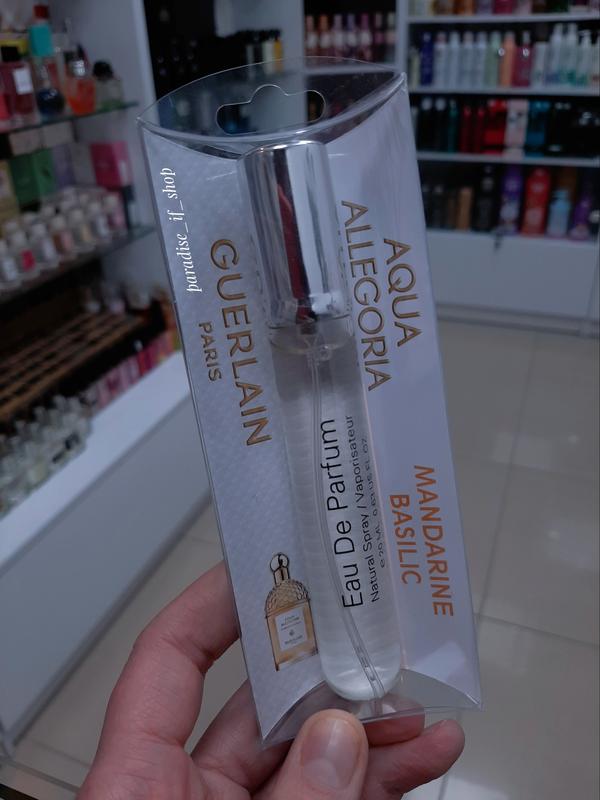 paradise_if_shop
GUERLAIN
PARIS
AQUA
ALLEGORIA
Eau De Parfum
Natural Spray / Vaporisateur
MANDARINE
BASILIC